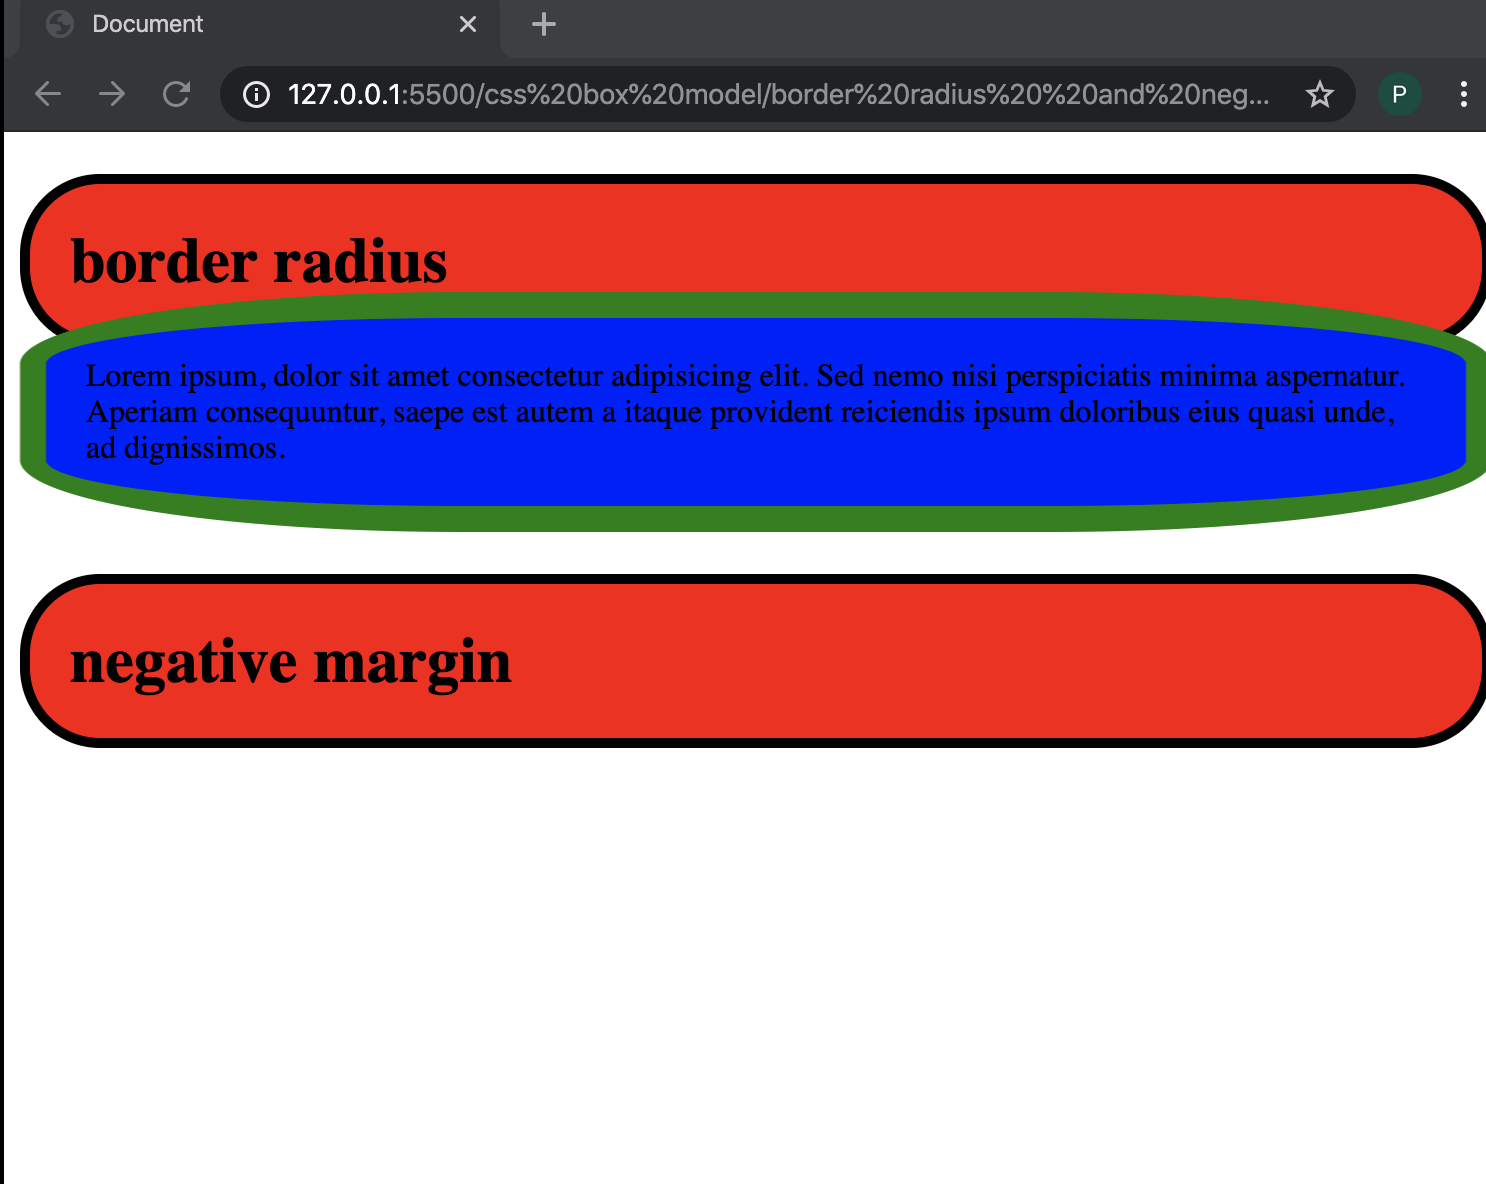 Document
127.0.0.1:5500/css%20box%20model/border%20radius%20%20and%20neg...
P
border radius
Lorem ipsum, dolor sit amet consectetur adipisicing elit. Sed nemo nisi perspiciatis minima aspernatur.
Aperiam consequuntur, saepe est autem a itaque provident reiciendis ipsum doloribus eius quasi unde,
ad dignissimos.
negative margin